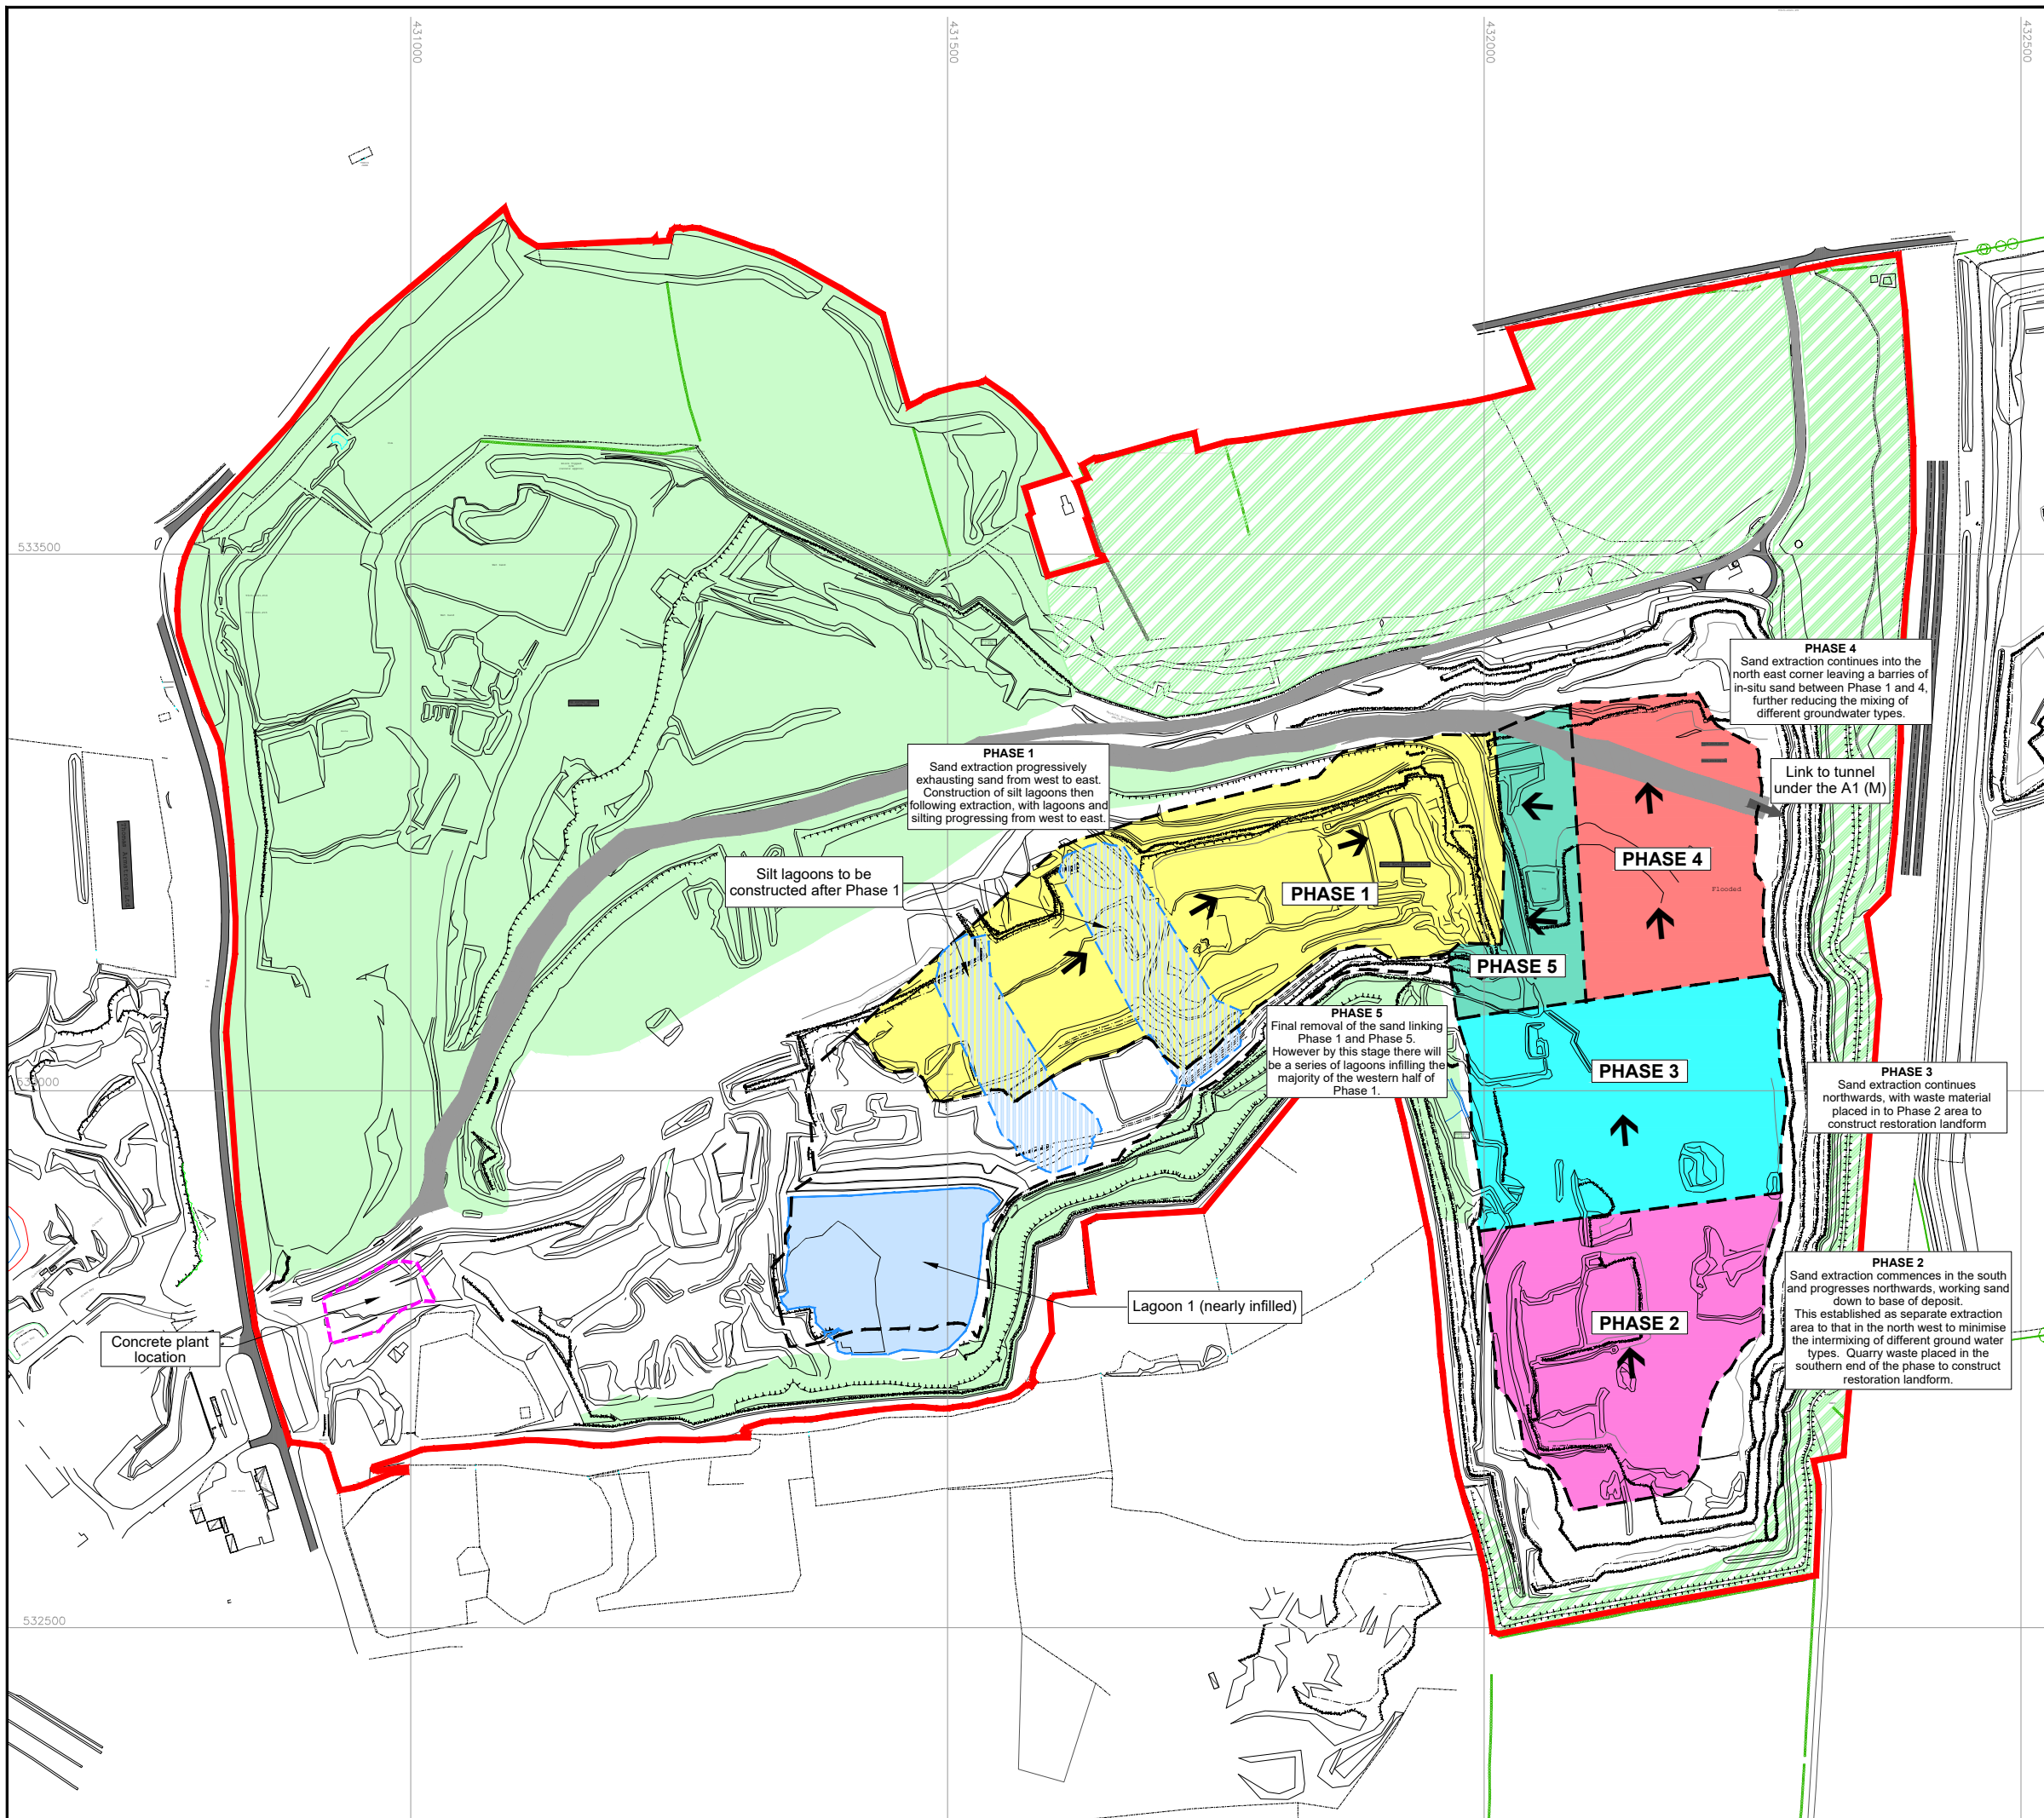 431000
431500
432000
432500
533500
533000
532500
PHASE 4
Sand extraction continues into the
north east corner leaving a barries of
in-situ sand between Phase 1 and 4,
further reducing the mixing of
different groundwater types.
PHASE 1
Sand extraction progressively
exhausting sand from west to east.
Construction of silt lagoons then
following extraction, with lagoons and
silting progressing from west to east.
Link to tunnel
under the A1 (M)
Silt lagoons to be
constructed after Phase 1
PHASE 1
PHASE 4
Flooded
PHASE 5
PHASE 5
Final removal of the sand linking
Phase 1 and Phase 5.
However by this stage there will
be a series of lagoons infilling the
majority of the western half of
Phase 1.
PHASE 3
PHASE 3
Sand extraction continues
northwards, with waste material
placed in to Phase 2 area to
construct restoration landform
PHASE 2
Sand extraction commences in the south
and progresses northwards, working sand
down to base of deposit.
This established as separate extraction
area to that in the north west to minimise
the intermixing of different ground water
types. Quarry waste placed in the
southern end of the phase to construct
restoration landform.
PHASE 2
Lagoon 1 (nearly infilled)
Concrete plant
location